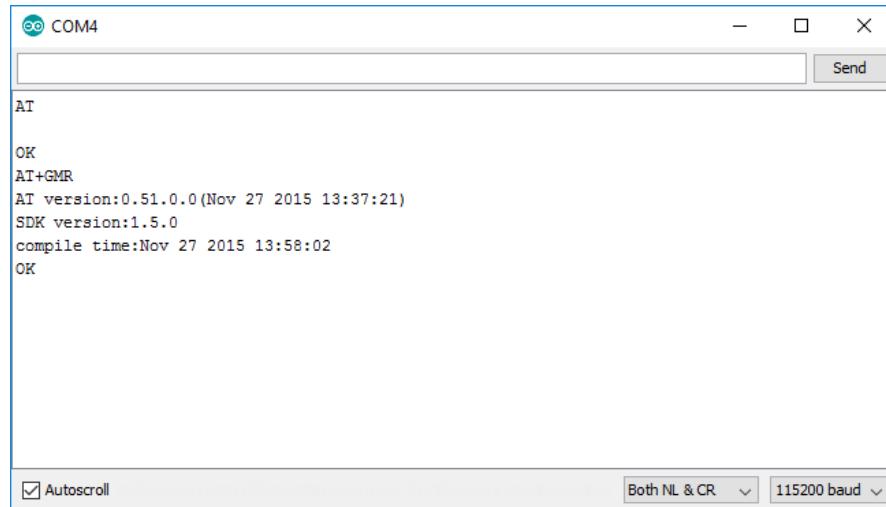 COM4
Send
AT
OK
AT+GMR
AT version:0.51.0.0(Nov 27 2015 13:37:21)
SDK version:1.5.0
compile time:Nov 27 2015 13:58:02
OK
Autoscroll
Both NL & CR
115200 baud